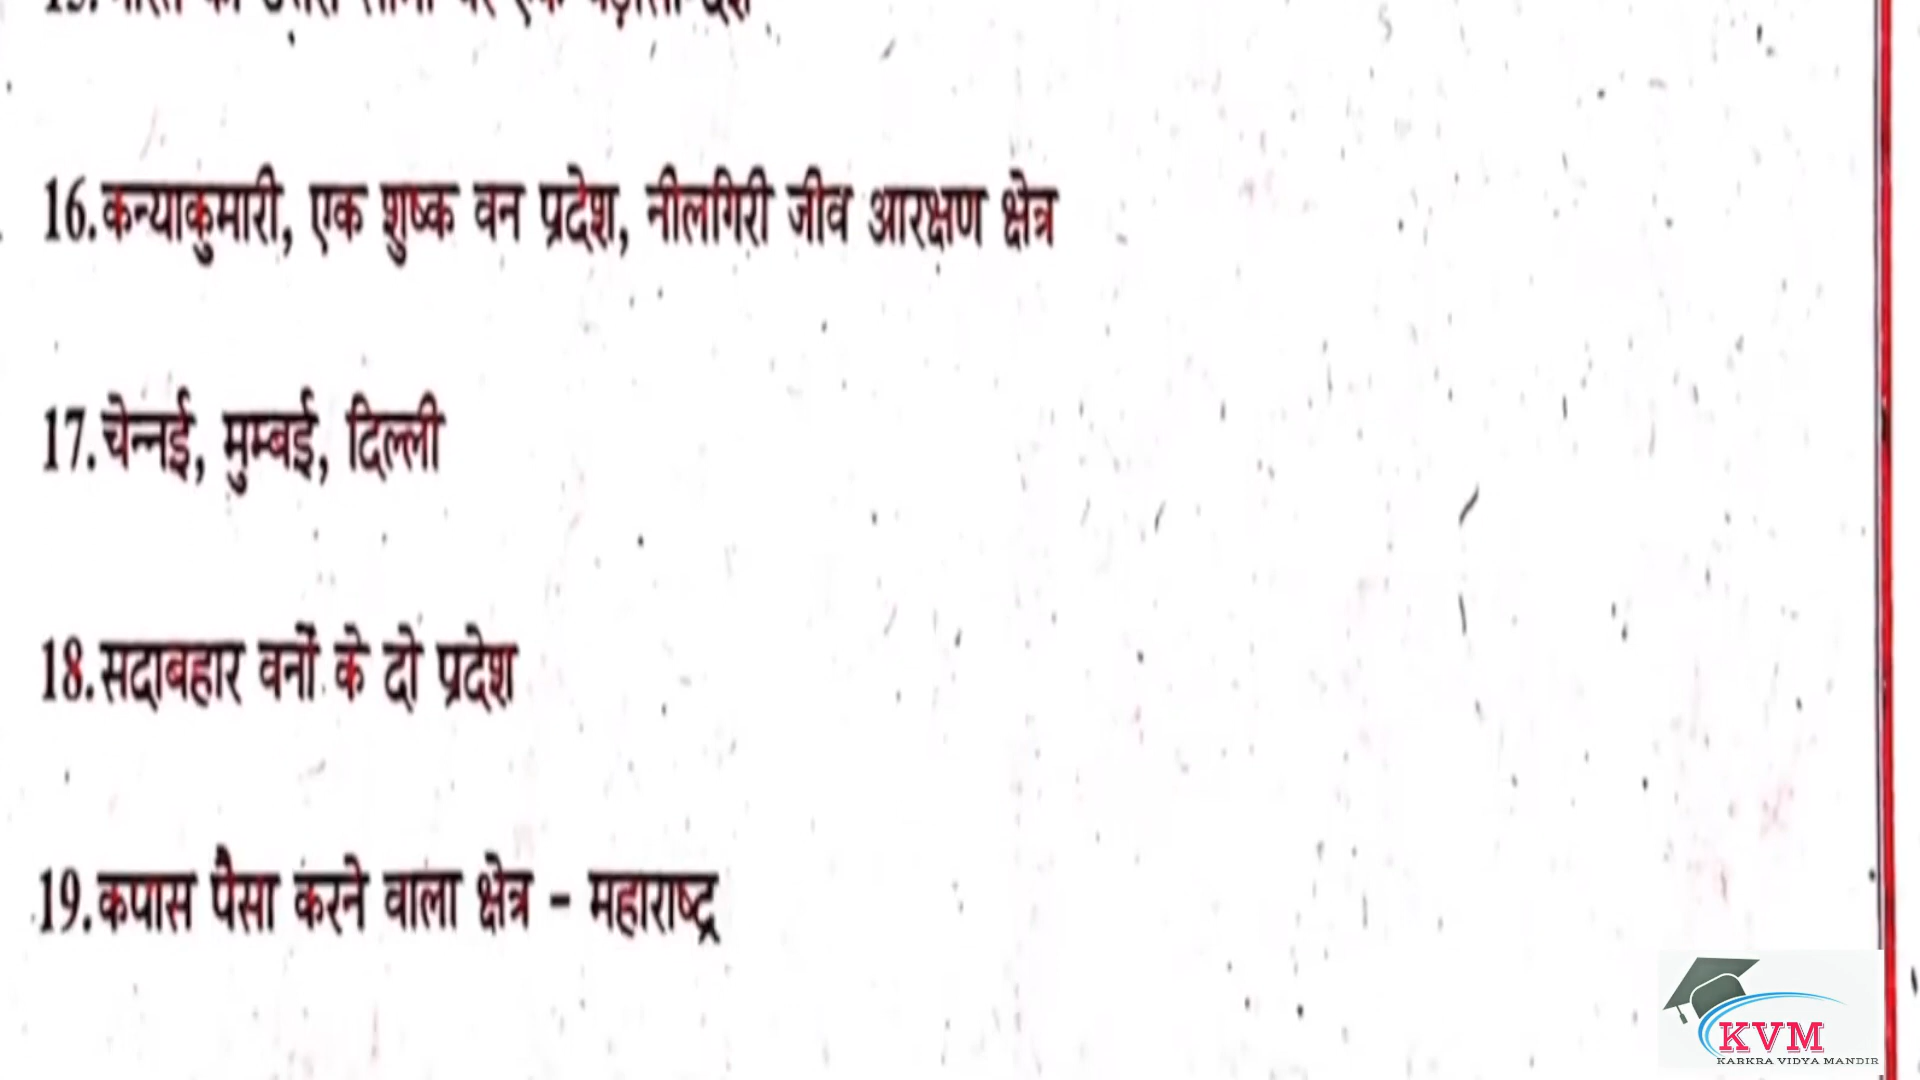 16. कन्याकुमारी, एक शुष्क वन प्रदेश, नीलगिरी जीव आरक्षण क्षेत्र
17. चेन्नई, मुम्बई, दिल्ली
18. सदाबहार वनों के दो प्रदेश
19. कपास पैसा करने वाला क्षेत्र - महाराष्ट्र
KVM
KARKRA VIDYA MANDIR